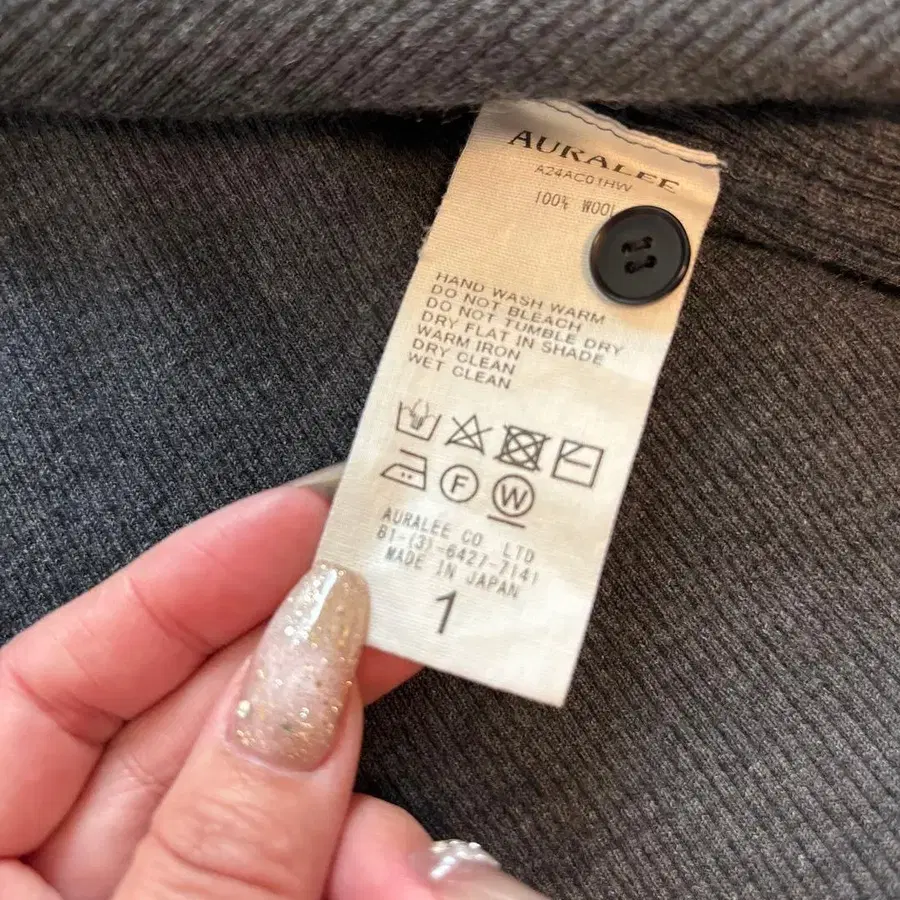 AURALEE
A24AC01HW
100% WOOL
HAND WASH WARM
DO NOT BLEACH
DO NOT TUMBLE DRY
DRY FLAT IN SHADE
WARM IRON
DRY CLEAN
WET CLEAN
F W
AURALEE CO LTD
81-(3)-6427-7141
MADE IN JAPAN
1